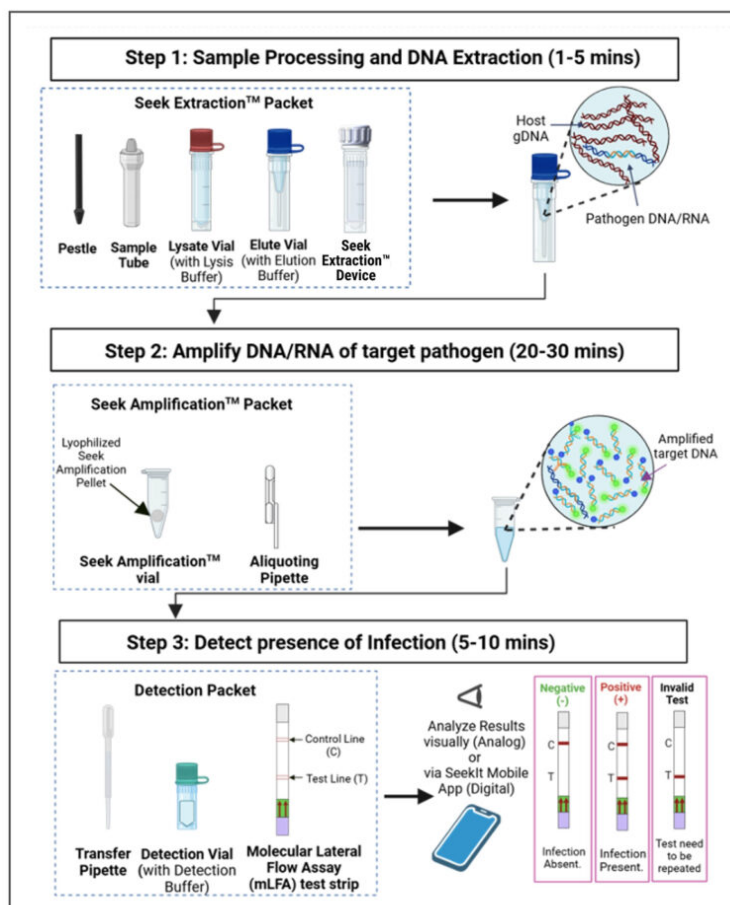 Step 1: Sample Processing and DNA Extraction (1-5 mins)
Seek Extraction™ Packet
Pestle
Sample
Tube
Lysate Vial
(with Lysis
Buffer)
Elute Vial
(with Elution
Buffer)
Seek
Extraction™
Device
Host
gDNA
Pathogen DNA/RNA
Step 2: Amplify DNA/RNA of target pathogen (20-30 mins)
Seek Amplification™ Packet
Lyophilized
Seek
Amplification
Pellet
Seek Amplification™
vial
Aliquoting
Pipette
Amplified
target DNA
Step 3: Detect presence of Infection (5-10 mins)
Detection Packet
Control Line
(C)
Test Line (T)
Transfer
Pipette
Detection Vial
(with Detection
Buffer)
Molecular Lateral
Flow Assay
(mLFA) test strip
Analyze Results
visually (Analog)
or
via SeekIt Mobile
App (Digital)
Negative
(-)
C
T
Infection
Absent.
Positive
(+)
C
T
Infection
Present.
Invalid
Test
C
T
Test need
to be
repeated